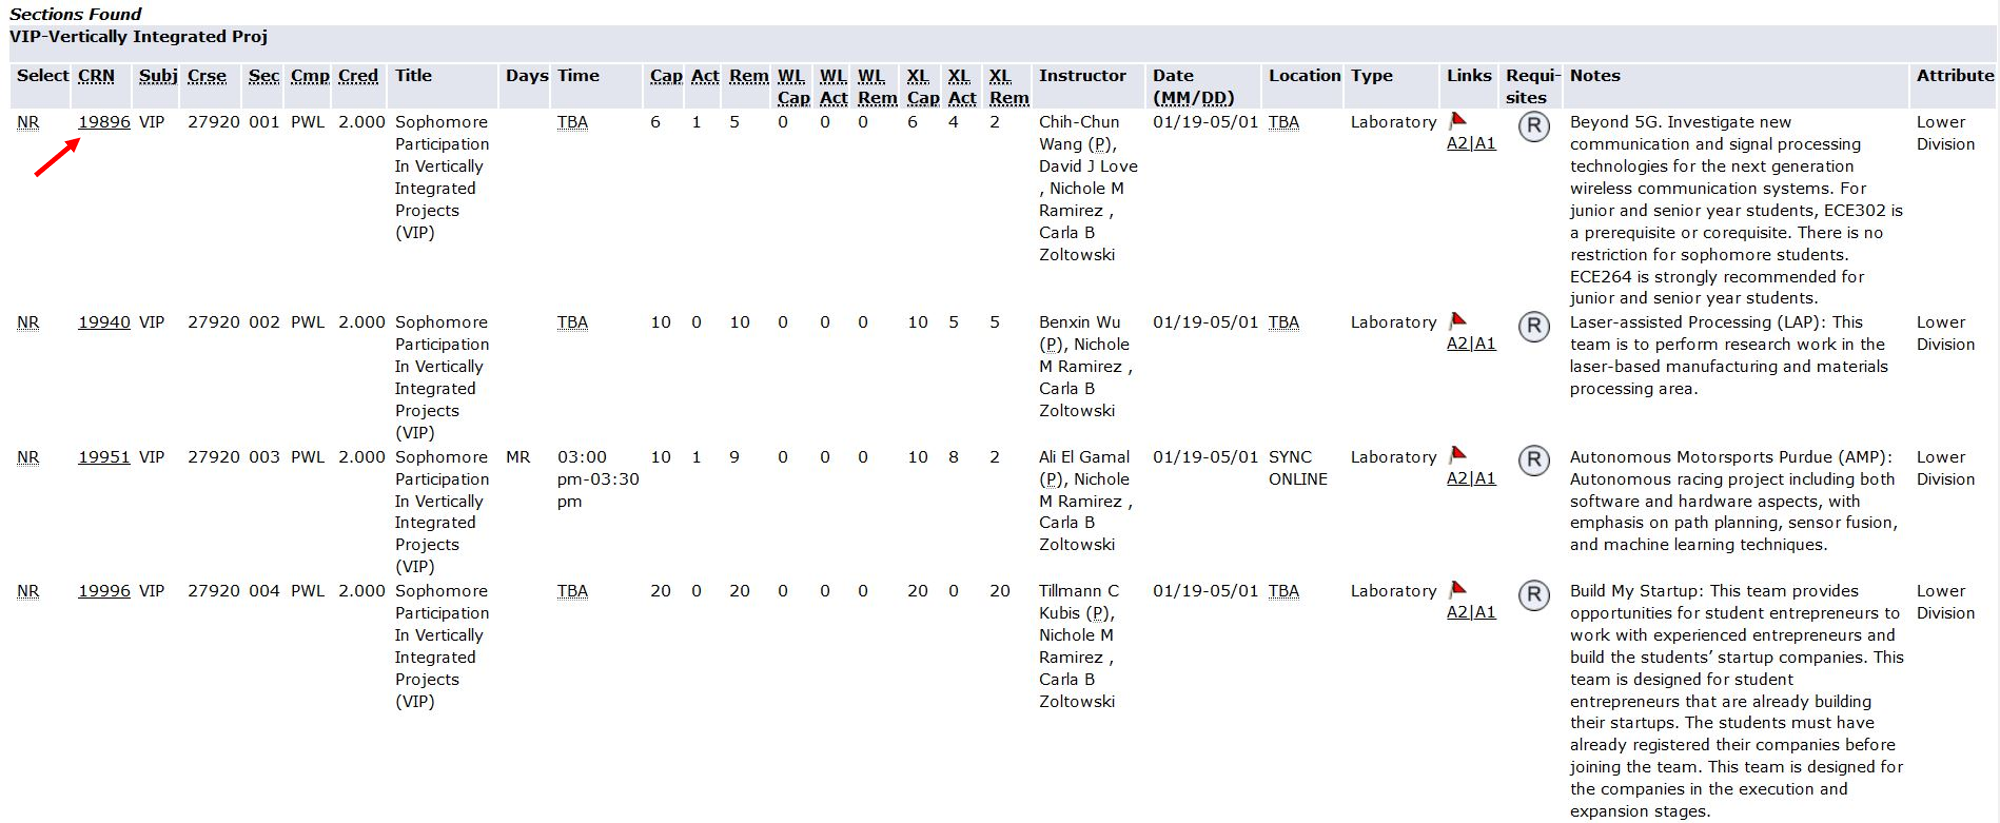 Sections Found
VIP-Vertically Integrated Proj
Select CRN Subj Crse Sec Cmp Cred Title Days Time Cap Act Rem WL Cap WL Act WL Rem XL Cap XL Act XL Rem Instructor Date (MM/DD) Location Type Links Requi-sites Notes Attribute
NR 19896 VIP 27920 001 PWL 2.000 Sophomore TBA 6 1 5 0 0 0 6 4 2 Chih-Chun 01/19-05/01 TBA Laboratory R Beyond 5G. Investigate new Lower
Participation Wang (P), A2|A1 communication and signal processing Division
In Vertically David J Love technologies for the next generation
Integrated , Nichole M wireless communication systems. For
Projects Ramirez , junior and senior year students, ECE302 is
(VIP) Carla B a prerequisite or corequisite. There is no
Zoltowski restriction for sophomore students.
ECE264 is strongly recommended for
junior and senior year students.
NR 19940 VIP 27920 002 PWL 2.000 Sophomore TBA 10 0 10 0 0 0 10 5 5 Benxin Wu 01/19-05/01 TBA Laboratory R Laser-assisted Processing (LAP): This Lower
Participation (P), Nichole A2|A1 team is to perform research work in the Division
In Vertically M Ramirez , laser-based manufacturing and materials
Integrated Carla B processing area.
Projects Zoltowski
(VIP)
NR 19951 VIP 27920 003 PWL 2.000 Sophomore MR 03:00 10 1 9 0 0 0 10 8 2 Ali El Gamal 01/19-05/01 SYNC Laboratory R Autonomous Motorsports Purdue (AMP): Lower
Participation pm-03:30 (P), Nichole ONLINE A2|A1 Autonomous racing project including both Division
In Vertically pm M Ramirez , software and hardware aspects, with
Integrated Carla B emphasis on path planning, sensor fusion,
Projects Zoltowski and machine learning techniques.
(VIP)
NR 19996 VIP 27920 004 PWL 2.000 Sophomore TBA 20 0 20 0 0 0 20 0 20 Tillmann C 01/19-05/01 TBA Laboratory R Build My Startup: This team provides Lower
Participation Kubis (P), A2|A1 opportunities for student entrepreneurs to Division
In Vertically Nichole M work with experienced entrepreneurs and
Integrated Ramirez , build the students’ startup companies. This
Projects Carla B team is designed for student
(VIP) Zoltowski entrepreneurs that are already building
their startups. The students must have
already registered their companies before
joining the team. This team is designed for
the companies in the execution and
expansion stages.